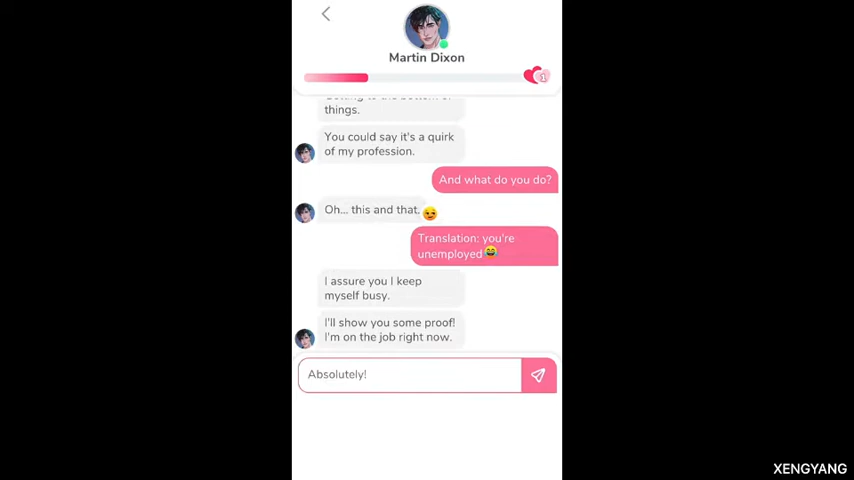 Martin Dixon
1
things.
You could say it's a quirk
of my profession.
And what do you do?
Oh... this and that.
Translation: you're
unemployed
I assure you I keep
myself busy.
I'll show you some proof!
I'm on the job right now.
Absolutely!
XENGYANG